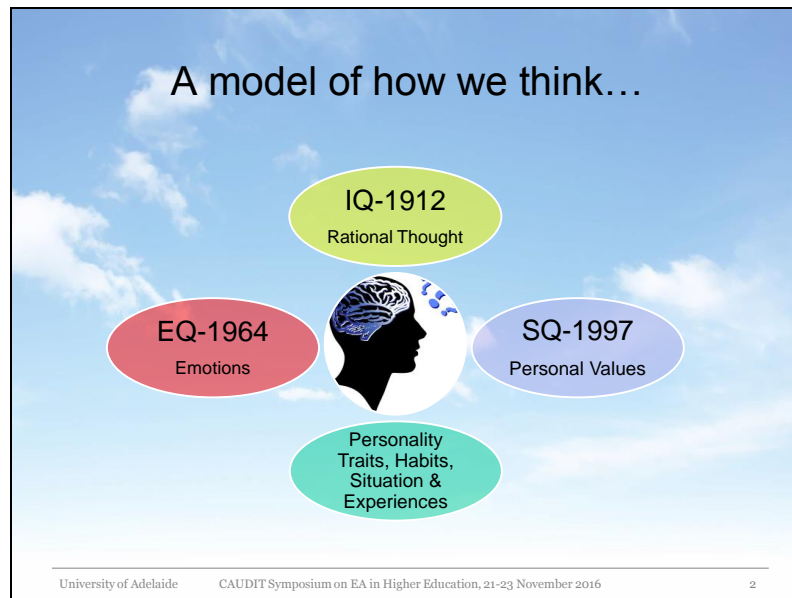 A model of how we think…
IQ-1912
Rational Thought
EQ-1964
Emotions
SQ-1997
Personal Values
Personality
Traits, Habits,
Situation &
Experiences
University of Adelaide CAUDIT Symposium on EA in Higher Education, 21-23 November 2016 2